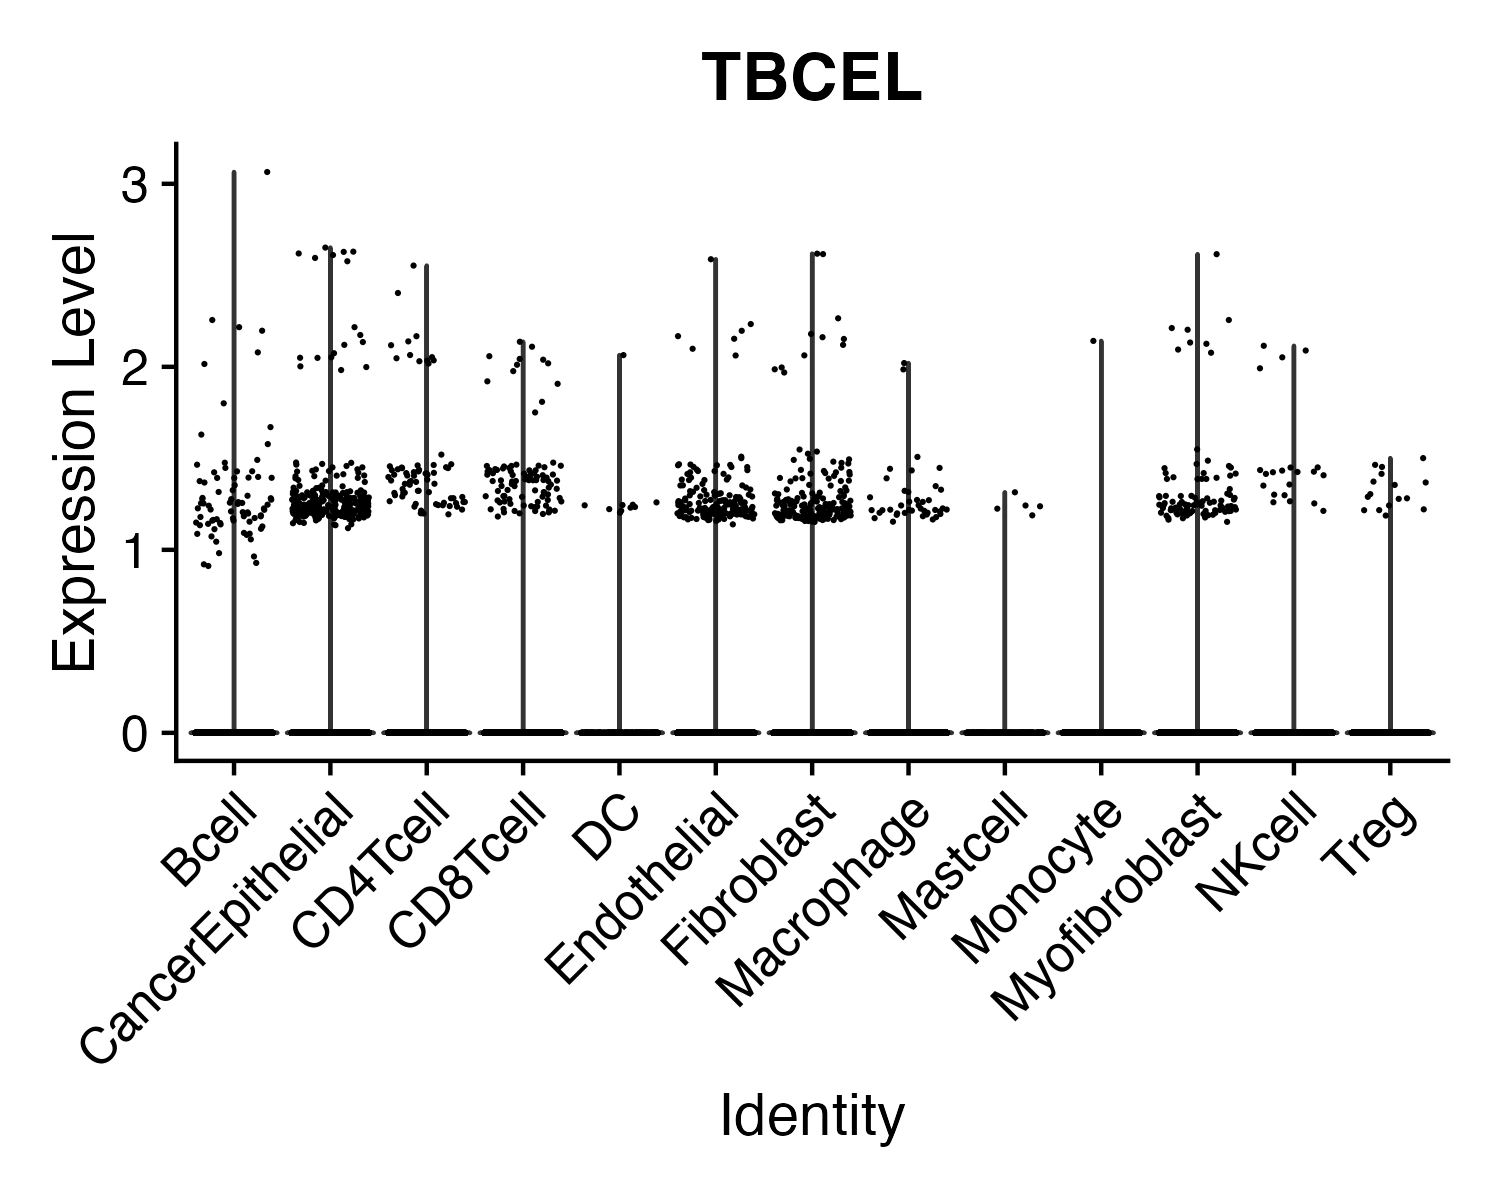 TBCEL
Expression Level
3
2
1
0
Bcell
CancerEpithelial
CD4Tcell
CD8Tcell
DC
Endothelial
Fibroblast
Macrophage
Mastcell
Monocyte
Myofibroblast
NKcell
Treg
Identity